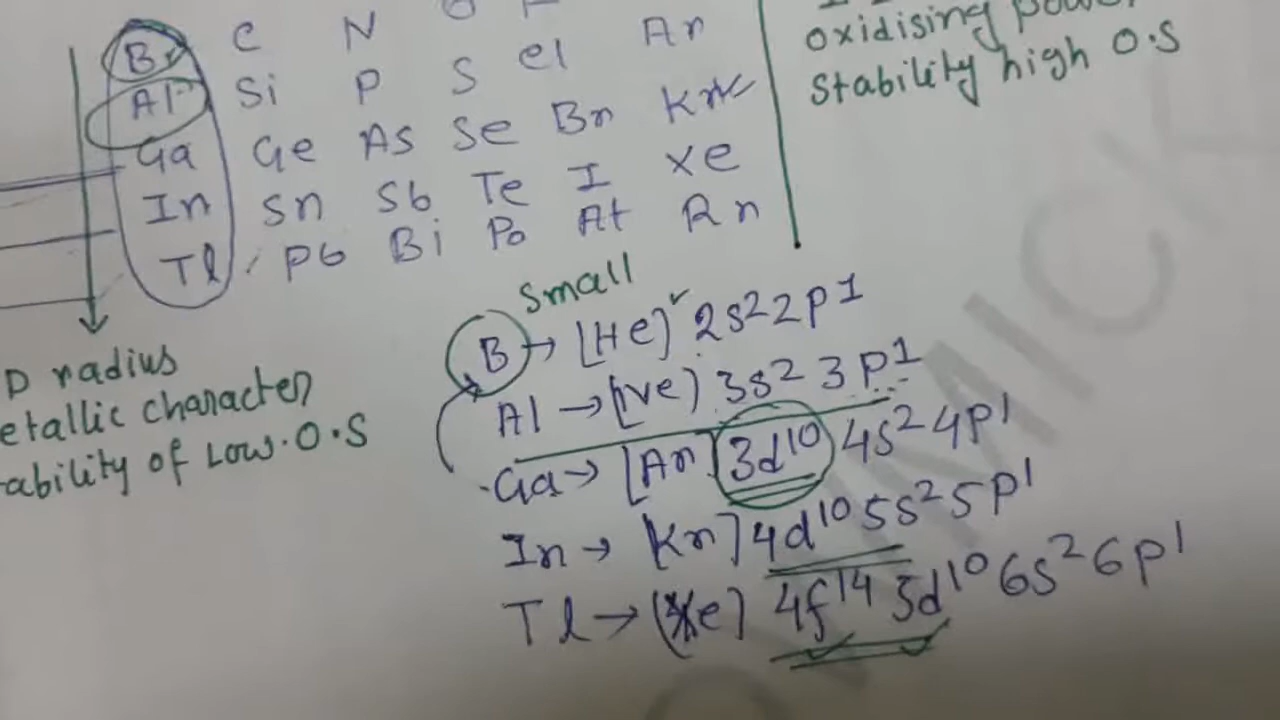 B C N O F
oxidising power
Al Si P S Cl Ar
Stability high O.S
Ga Ge As Se Br Kr
In Sn Sb Te I Xe
Tl Pb Bi Po At Rn
Small
B → [He] 2s² 2p¹
radius
Al → [Ne] 3s² 3p¹
etallic character
Ga → [Ar] 3d¹⁰ 4s² 4p¹
ability of Low.O.S
In → [Kr] 4d¹⁰ 5s² 5p¹
Tl → [Xe] 4f¹⁴ 5d¹⁰ 6s² 6p¹